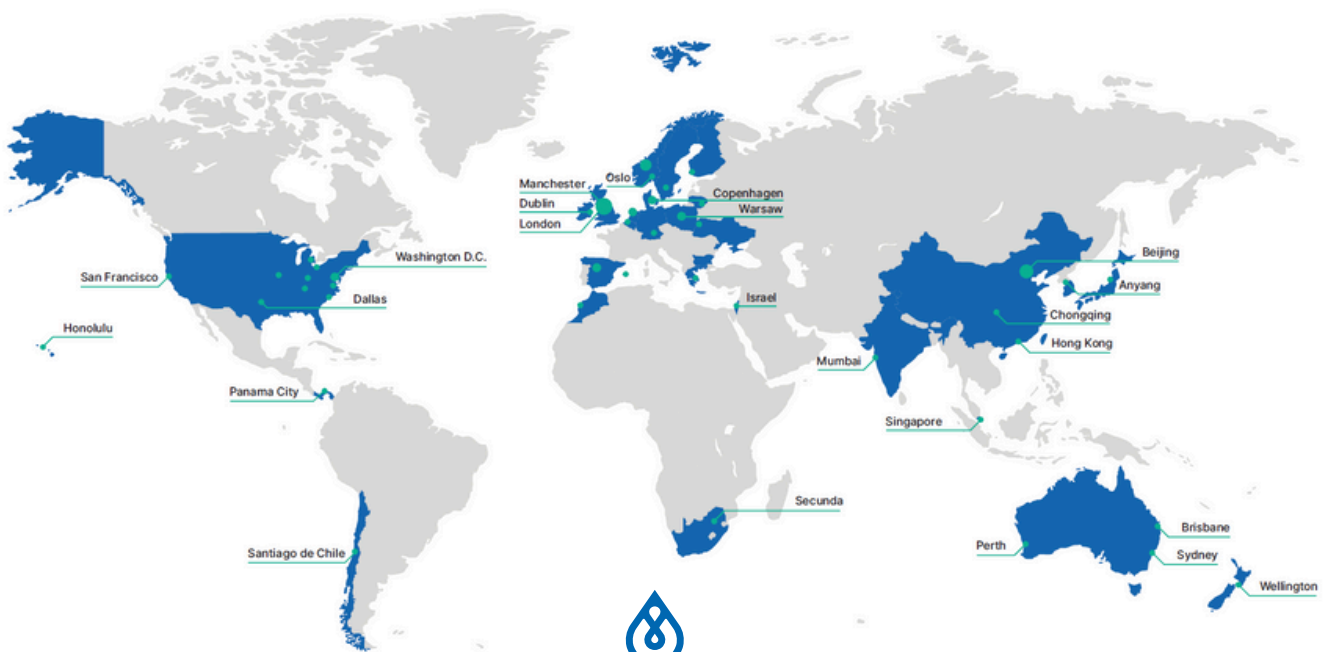 Manchester
Oslo
Copenhagen
Dublin
Warsaw
London
Washington D.C.
San Francisco
Dallas
Honolulu
Israel
Beijing
Anyang
Chongqing
Hong Kong
Mumbai
Panama City
Singapore
Secunda
Santiago de Chile
Brisbane
Perth
Sydney
Wellington